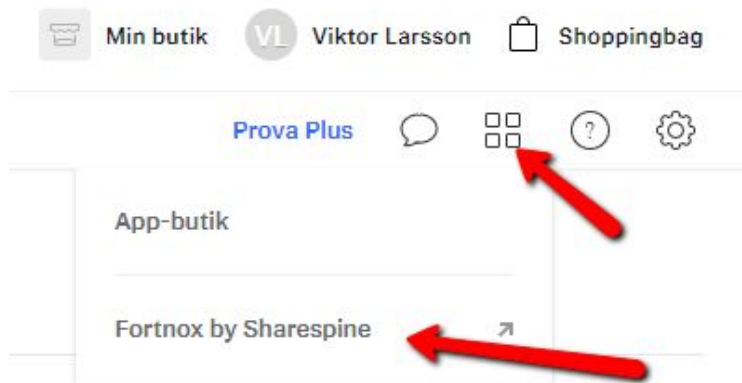 Min butik VL Viktor Larsson Shoppingbag
Prova Plus ?
App-butik
Fortnox by Sharespine